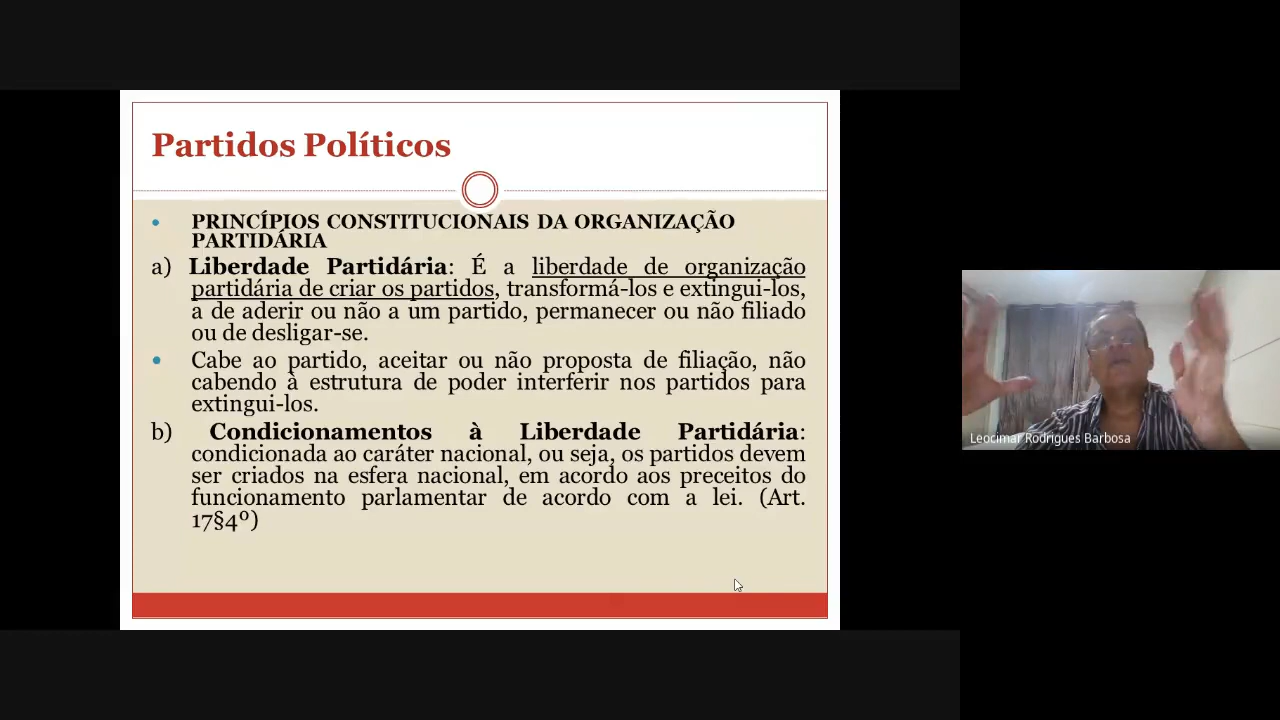 Partidos Políticos
• PRINCÍPIOS CONSTITUCIONAIS DA ORGANIZAÇÃO
PARTIDÁRIA
a) Liberdade Partidária: É a liberdade de organização
partidária de criar os partidos, transformá-los e extingui-los,
a de aderir ou não a um partido, permanecer ou não filiado
ou de desligar-se.
• Cabe ao partido, aceitar ou não proposta de filiação, não
cabendo à estrutura de poder interferir nos partidos para
extingui-los.
b) Condicionamentos à Liberdade Partidária:
condicionada ao caráter nacional, ou seja, os partidos devem
ser criados na esfera nacional, em acordo aos preceitos do
funcionamento parlamentar de acordo com a lei. (Art.
17§4º)
Leocimar Rodrigues Barbosa